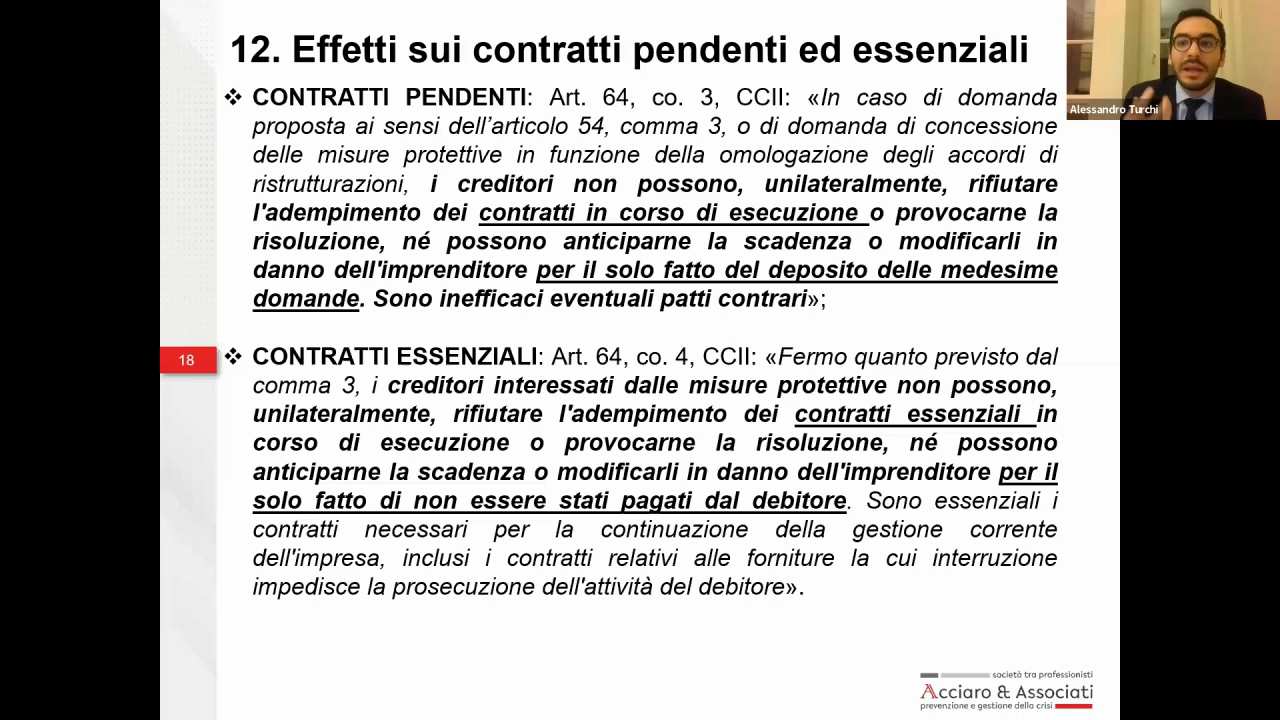 12. Effetti sui contratti pendenti ed essenziali
Alessandro Turchi
❖ CONTRATTI PENDENTI: Art. 64, co. 3, CCII: «In caso di domanda
proposta ai sensi dell’articolo 54, comma 3, o di domanda di concessione
delle misure protettive in funzione della omologazione degli accordi di
ristrutturazioni, i creditori non possono, unilateralmente, rifiutare
l'adempimento dei contratti in corso di esecuzione o provocarne la
risoluzione, né possono anticiparne la scadenza o modificarli in
danno dell'imprenditore per il solo fatto del deposito delle medesime
domande. Sono inefficaci eventuali patti contrari»;
18
❖ CONTRATTI ESSENZIALI: Art. 64, co. 4, CCII: «Fermo quanto previsto dal
comma 3, i creditori interessati dalle misure protettive non possono,
unilateralmente, rifiutare l'adempimento dei contratti essenziali in
corso di esecuzione o provocarne la risoluzione, né possono
anticiparne la scadenza o modificarli in danno dell'imprenditore per il
solo fatto di non essere stati pagati dal debitore. Sono essenziali i
contratti necessari per la continuazione della gestione corrente
dell'impresa, inclusi i contratti relativi alle forniture la cui interruzione
impedisce la prosecuzione dell'attività del debitore».
società tra professionisti
Acciaro & Associati
prevenzione e gestione della crisi